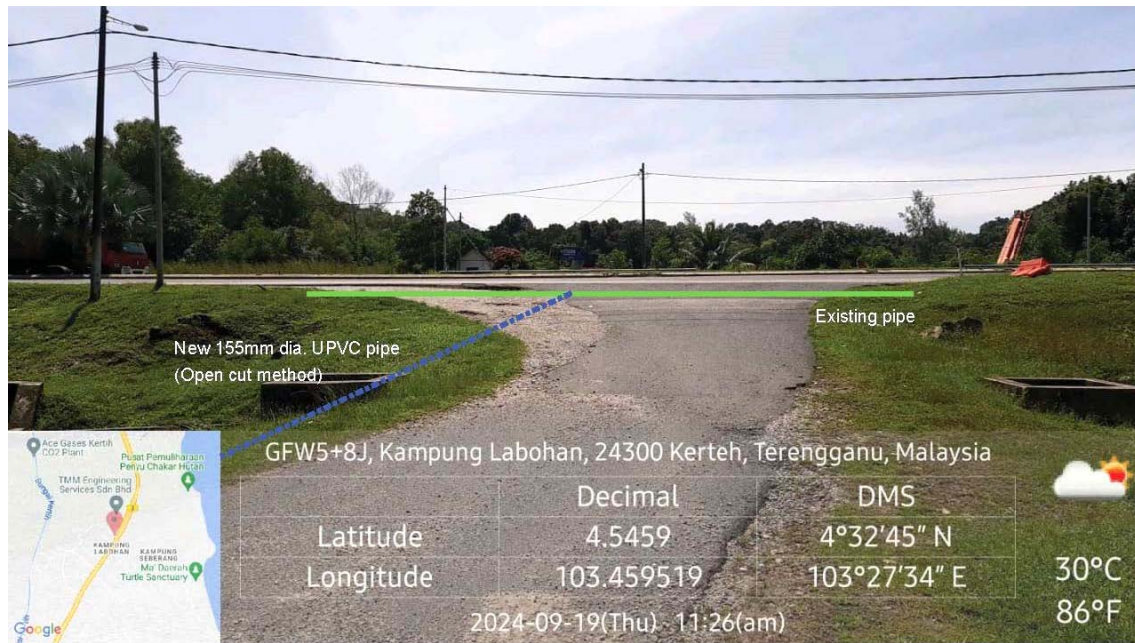 Existing pipe
New 155mm dia. UPVC pipe
(Open cut method)
Ace Gases Kertih
CO2 Plant
Pusat Pemuliharaan
Penyu Chakar Hutan
TMM Engineering
Services Sdn Bhd
Sungai Kertih
3
KAMPUNG
LABOHAN
KAMPUNG
SEBERANG
Ma' Daerah
Turtle Sanctuary
Google
GFW5+8J, Kampung Labohan, 24300 Kerteh, Terengganu, Malaysia
Decimal DMS
Latitude 4.5459 4°32'45" N
Longitude 103.459519 103°27'34" E
2024-09-19(Thu) 11:26(am)
30°C
86°F